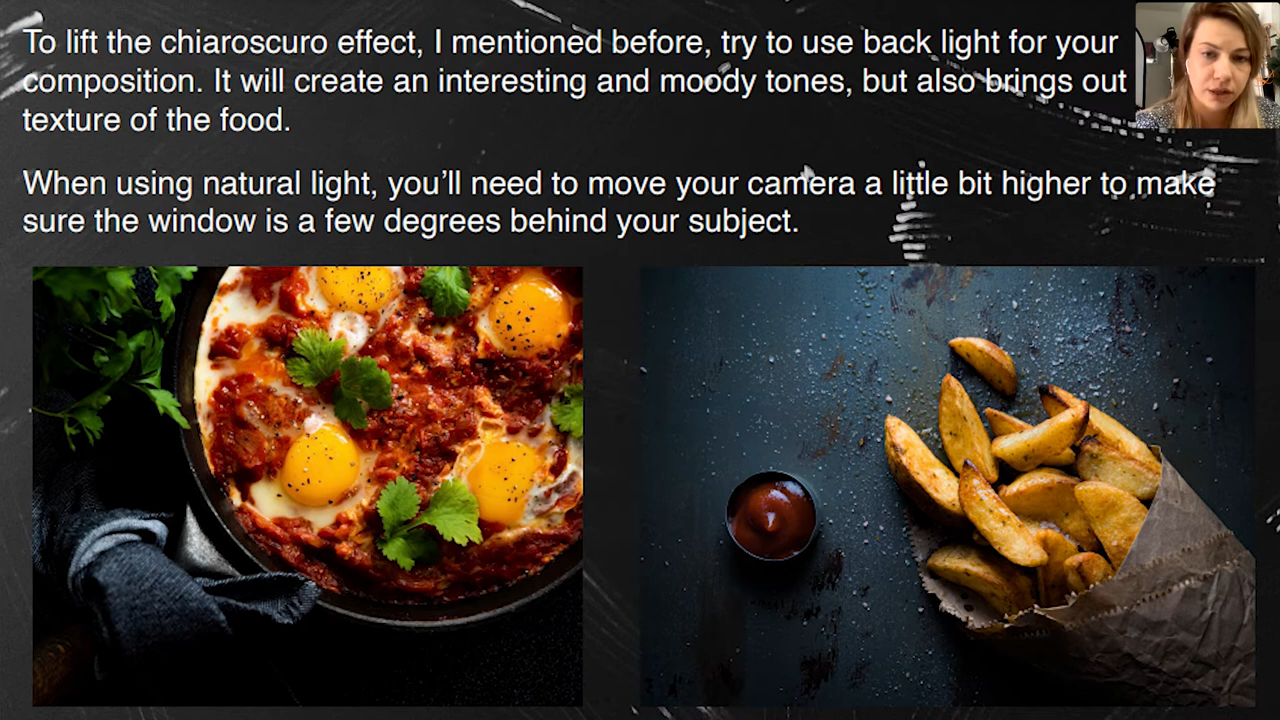 To lift the chiaroscuro effect, I mentioned before, try to use back light for your
composition. It will create an interesting and moody tones, but also brings out
texture of the food.
When using natural light, you'll need to move your camera a little bit higher to make
sure the window is a few degrees behind your subject.